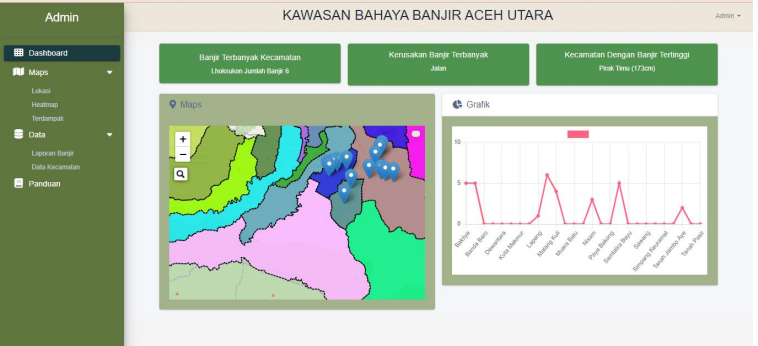 Admin
KAWASAN BAHAYA BANJIR ACEH UTARA
Admin
Dashboard
Maps
Lokasi
Heatmap
Terdampak
Data
Laporan Banjir
Data Kecamatan
Panduan
Banjir Terbanyak Kecamatan
Lhoksukon Jumlah Banjir 6
Kerusakan Banjir Terbanyak
Jalan
Kecamatan Dengan Banjir Tertinggi
Pirak Timu (173cm)
Maps
+
−
Grafik
10
5
0
Baktiya
Banda Baro
Dewantara
Kuta Makmur
Lapang
Matang Kuli
Muara Batu
Nisam
Paya Bakong
Samudera Bayu
Sawang
Simpang Keuramat
Tanah Jambo Aye
Tanah Pasir